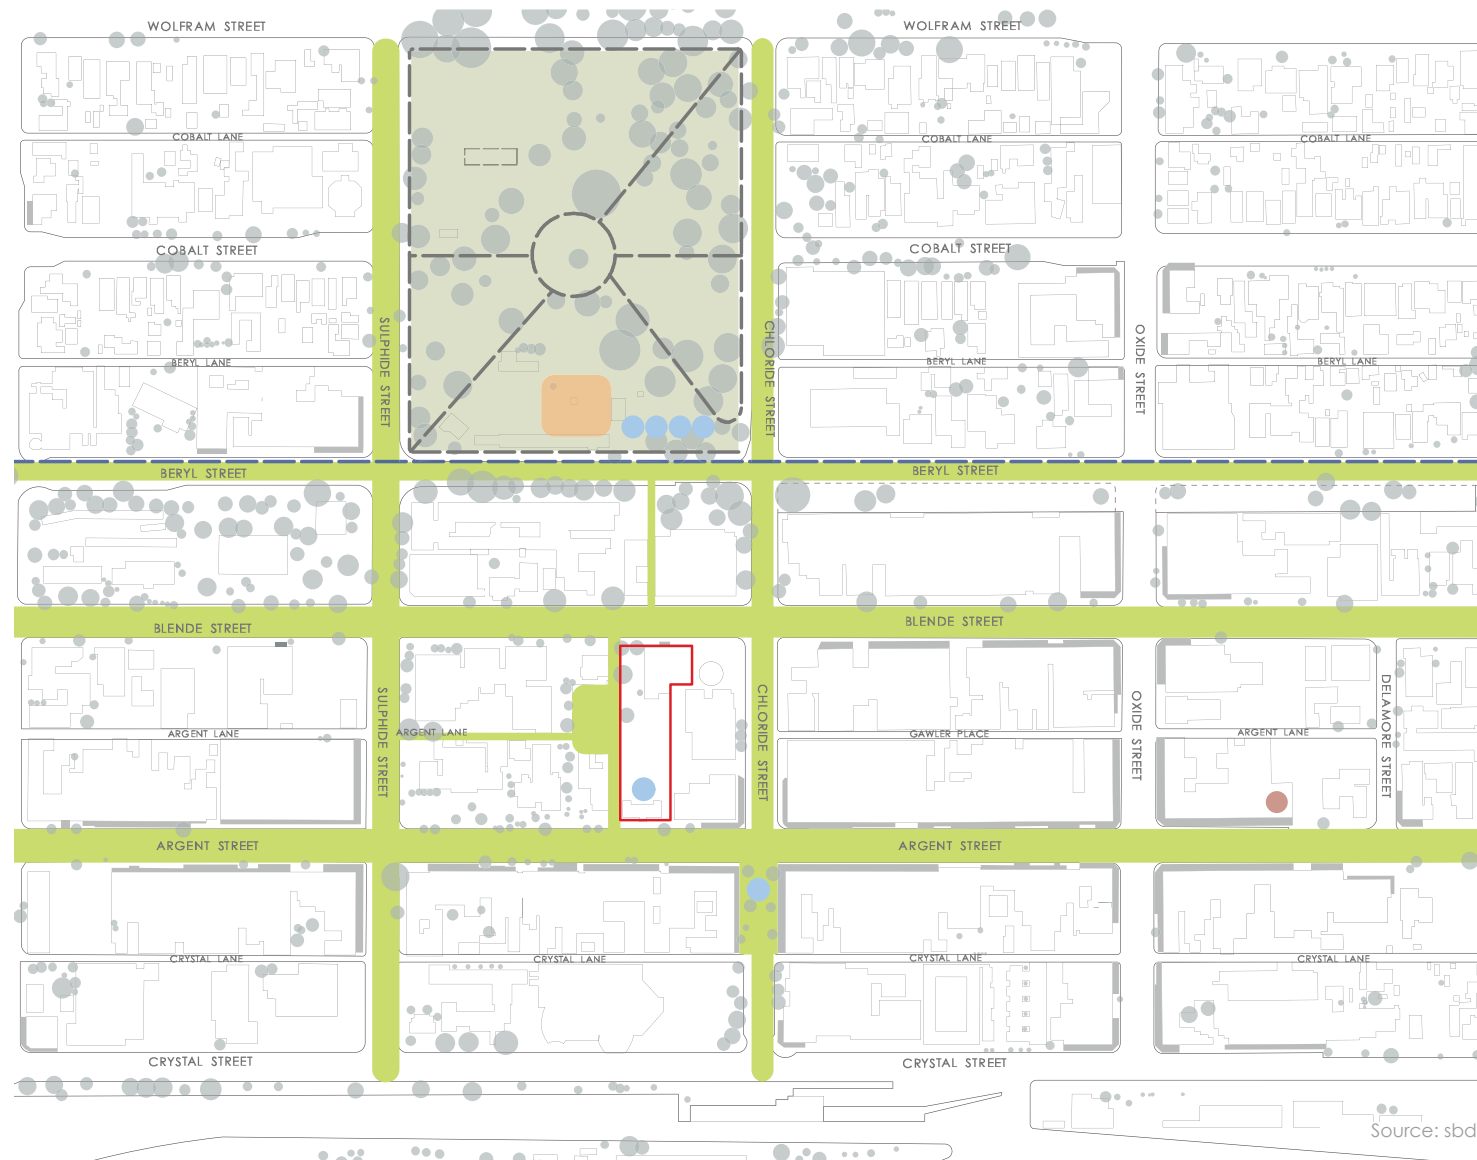 WOLFRAM STREET
WOLFRAM STREET
COBALT LANE
COBALT LANE
COBALT LANE
COBALT STREET
COBALT STREET
SULPHIDE STREET
CHLORIDE STREET
OXIDE STREET
BERYL LANE
BERYL LANE
BERYL LANE
BERYL STREET
BERYL STREET
BLENDE STREET
BLENDE STREET
SULPHIDE STREET
CHLORIDE STREET
OXIDE STREET
DELAMORE STREET
ARGENT LANE
ARGENT LANE
GAWLER PLACE
ARGENT LANE
ARGENT STREET
ARGENT STREET
CRYSTAL LANE
CRYSTAL LANE
CRYSTAL LANE
CRYSTAL LANE
CRYSTAL STREET
CRYSTAL STREET
Source: sbd